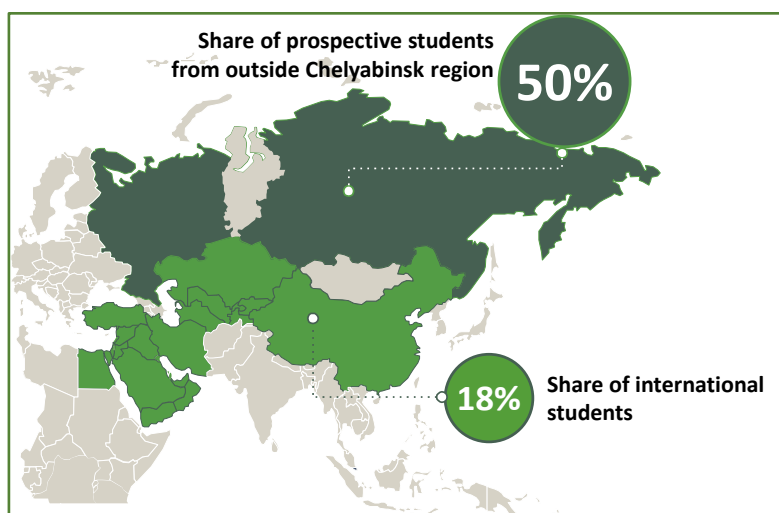 Share of prospective students
from outside Chelyabinsk region
50%
18%
Share of international
students